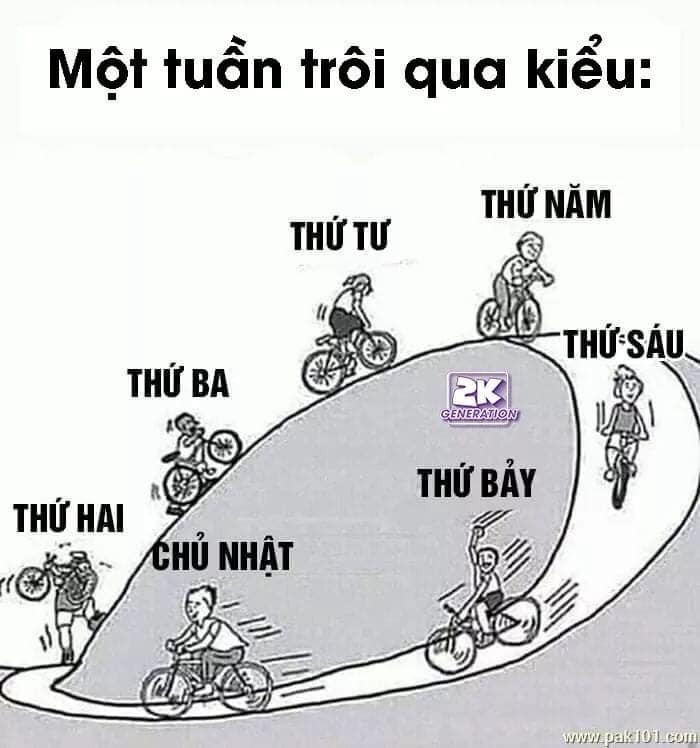 Một tuần trôi qua kiểu:
THỨ NĂM
THỨ TƯ
THỨ SÁU
THỨ BA
2K
GENERATION
THỨ BẢY
THỨ HAI
CHỦ NHẬT
www.pak101.com